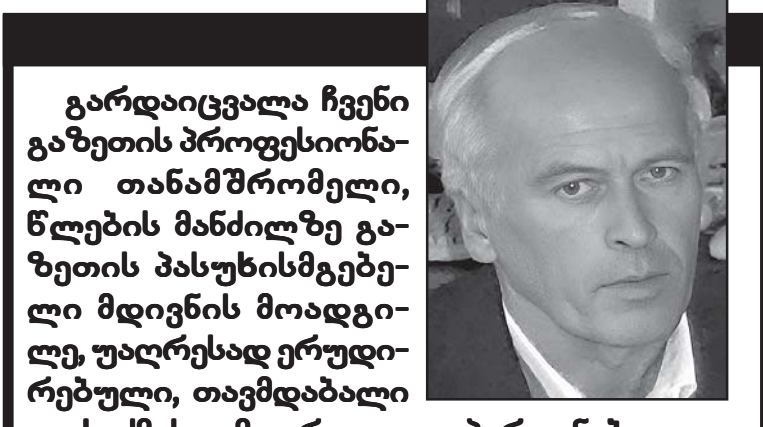 გარდაიცვალა ჩვენი
გაზეთის პროფესიონა-
ლი თანამშრომელი,
წლების მანძილზე გა-
ზეთის პასუხისმგებე-
ლი მდივნის მოადგი-
ლე, უაღრესად ერუდი-
რებული, თავმდაბალი